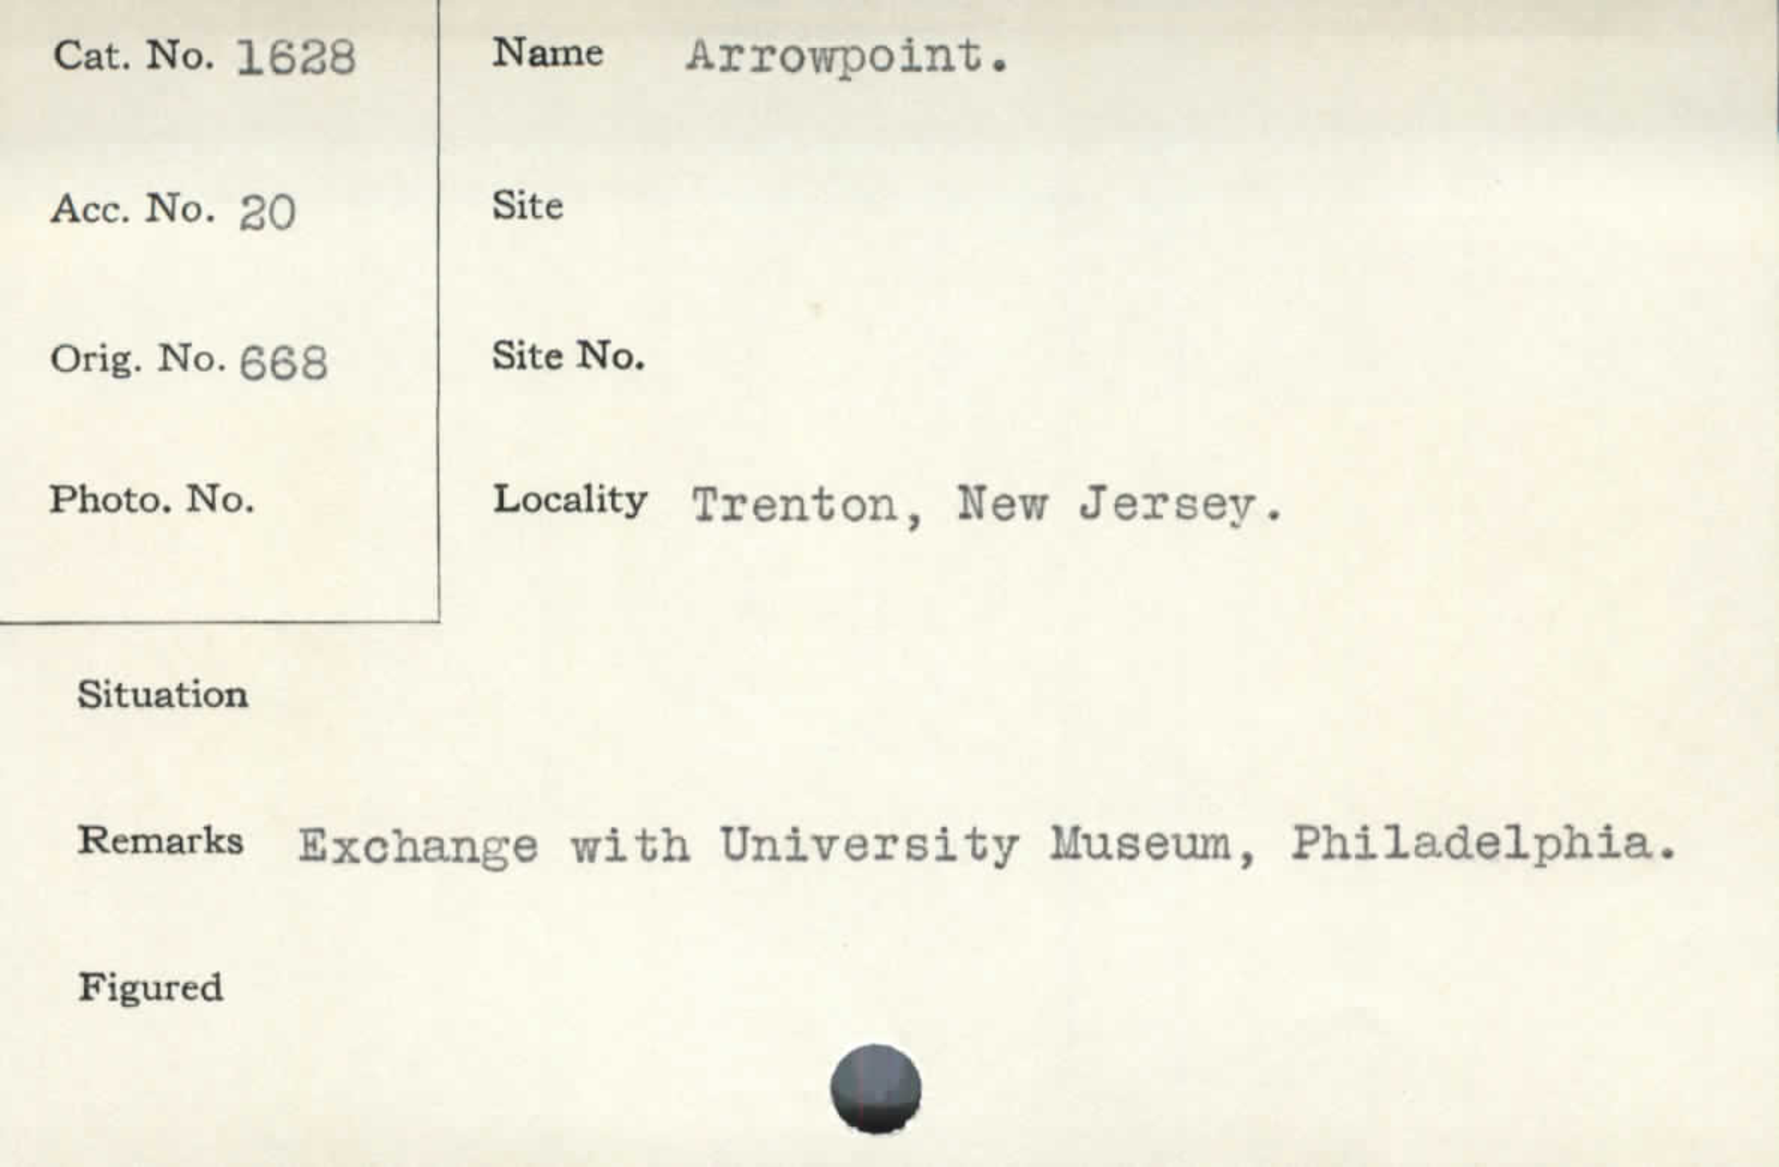 Cat. No. 1628
Acc. No. 20
Orig. No. 668
Photo. No.
Name Arrowpoint.
Site
Site No.
Locality Trenton, New Jersey.
Situation
Remarks Exchange with University Museum, Philadelphia.
Figured